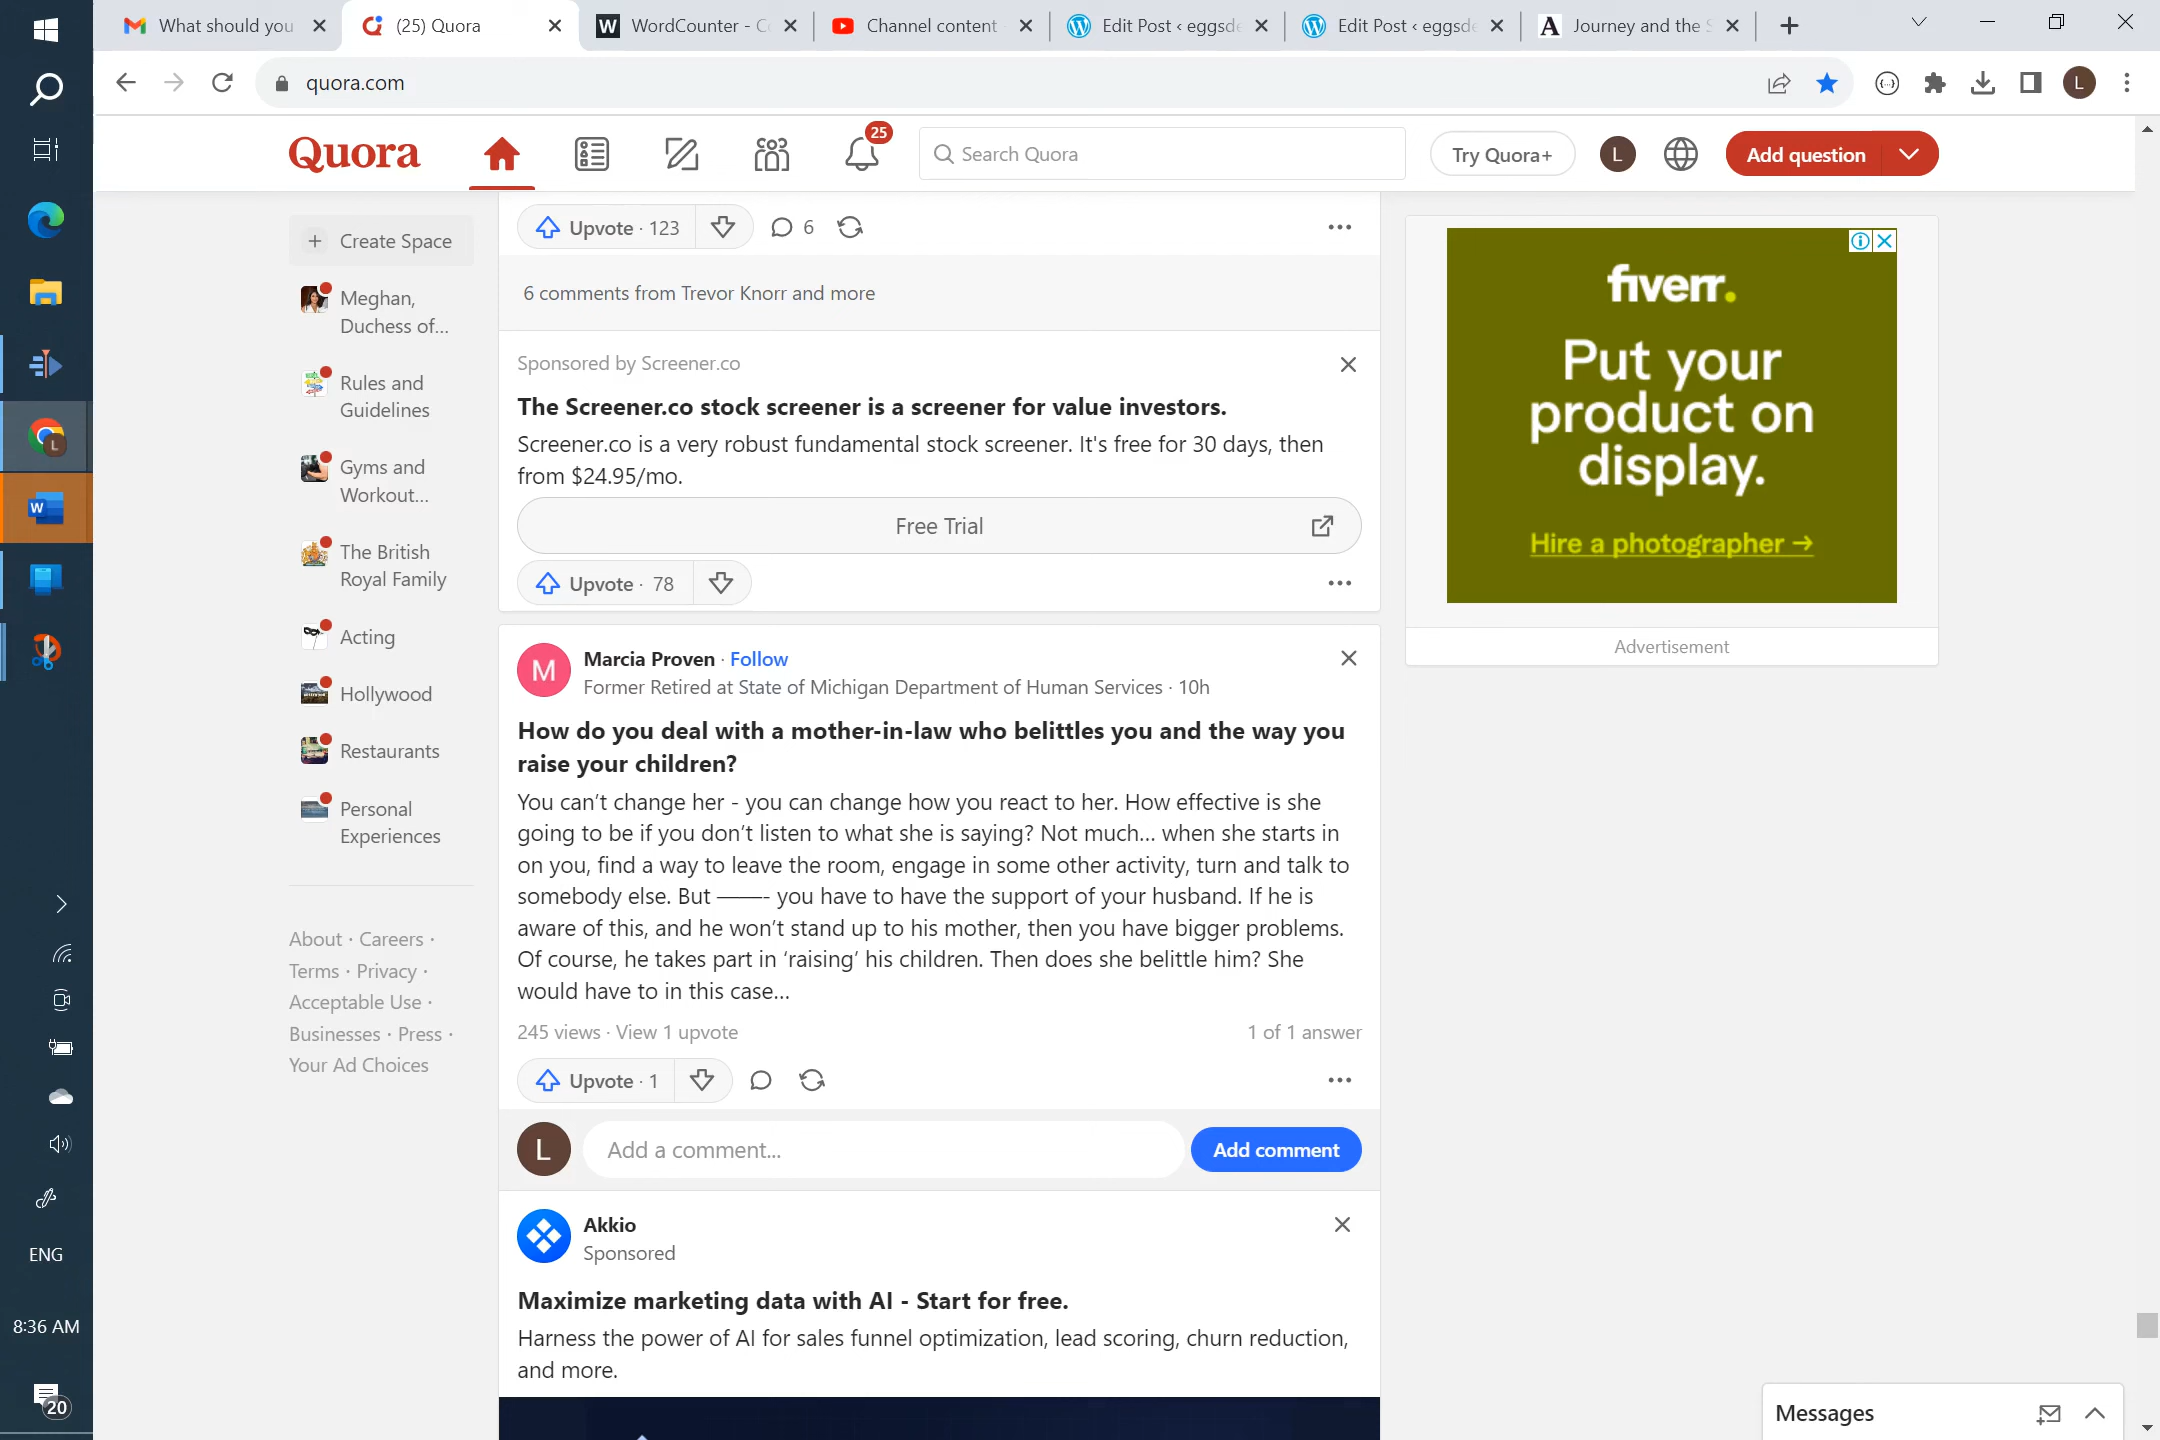 What should you
(25) Quora
WordCounter - Co
Channel content
Edit Post ‹ eggsde
Edit Post ‹ eggsde
Journey and the S
quora.com
L
Quora
25
Search Quora
Try Quora+
L
Add question
Create Space
Meghan,
Duchess of...
Rules and
Guidelines
Gyms and
Workout...
The British
Royal Family
Acting
Hollywood
Restaurants
Personal
Experiences
About · Careers ·
Terms · Privacy ·
Acceptable Use ·
Businesses · Press ·
Your Ad Choices
Upvote · 123
6
6 comments from Trevor Knorr and more
Sponsored by Screener.co
The Screener.co stock screener is a screener for value investors.
Screener.co is a very robust fundamental stock screener. It's free for 30 days, then
from $24.95/mo.
Free Trial
Upvote · 78
M
Marcia Proven · Follow
Former Retired at State of Michigan Department of Human Services · 10h
How do you deal with a mother-in-law who belittles you and the way you
raise your children?
You can’t change her - you can change how you react to her. How effective is she
going to be if you don’t listen to what she is saying? Not much... when she starts in
on you, find a way to leave the room, engage in some other activity, turn and talk to
somebody else. But ——- you have to have the support of your husband. If he is
aware of this, and he won’t stand up to his mother, then you have bigger problems.
Of course, he takes part in ‘raising’ his children. Then does she belittle him? She
would have to in this case...
245 views · View 1 upvote
1 of 1 answer
Upvote · 1
L
Add a comment...
Add comment
Akkio
Sponsored
Maximize marketing data with AI - Start for free.
Harness the power of AI for sales funnel optimization, lead scoring, churn reduction,
and more.
fiverr.
Put your
product on
display.
Hire a photographer →
Advertisement
Messages
ENG
8:36 AM
20